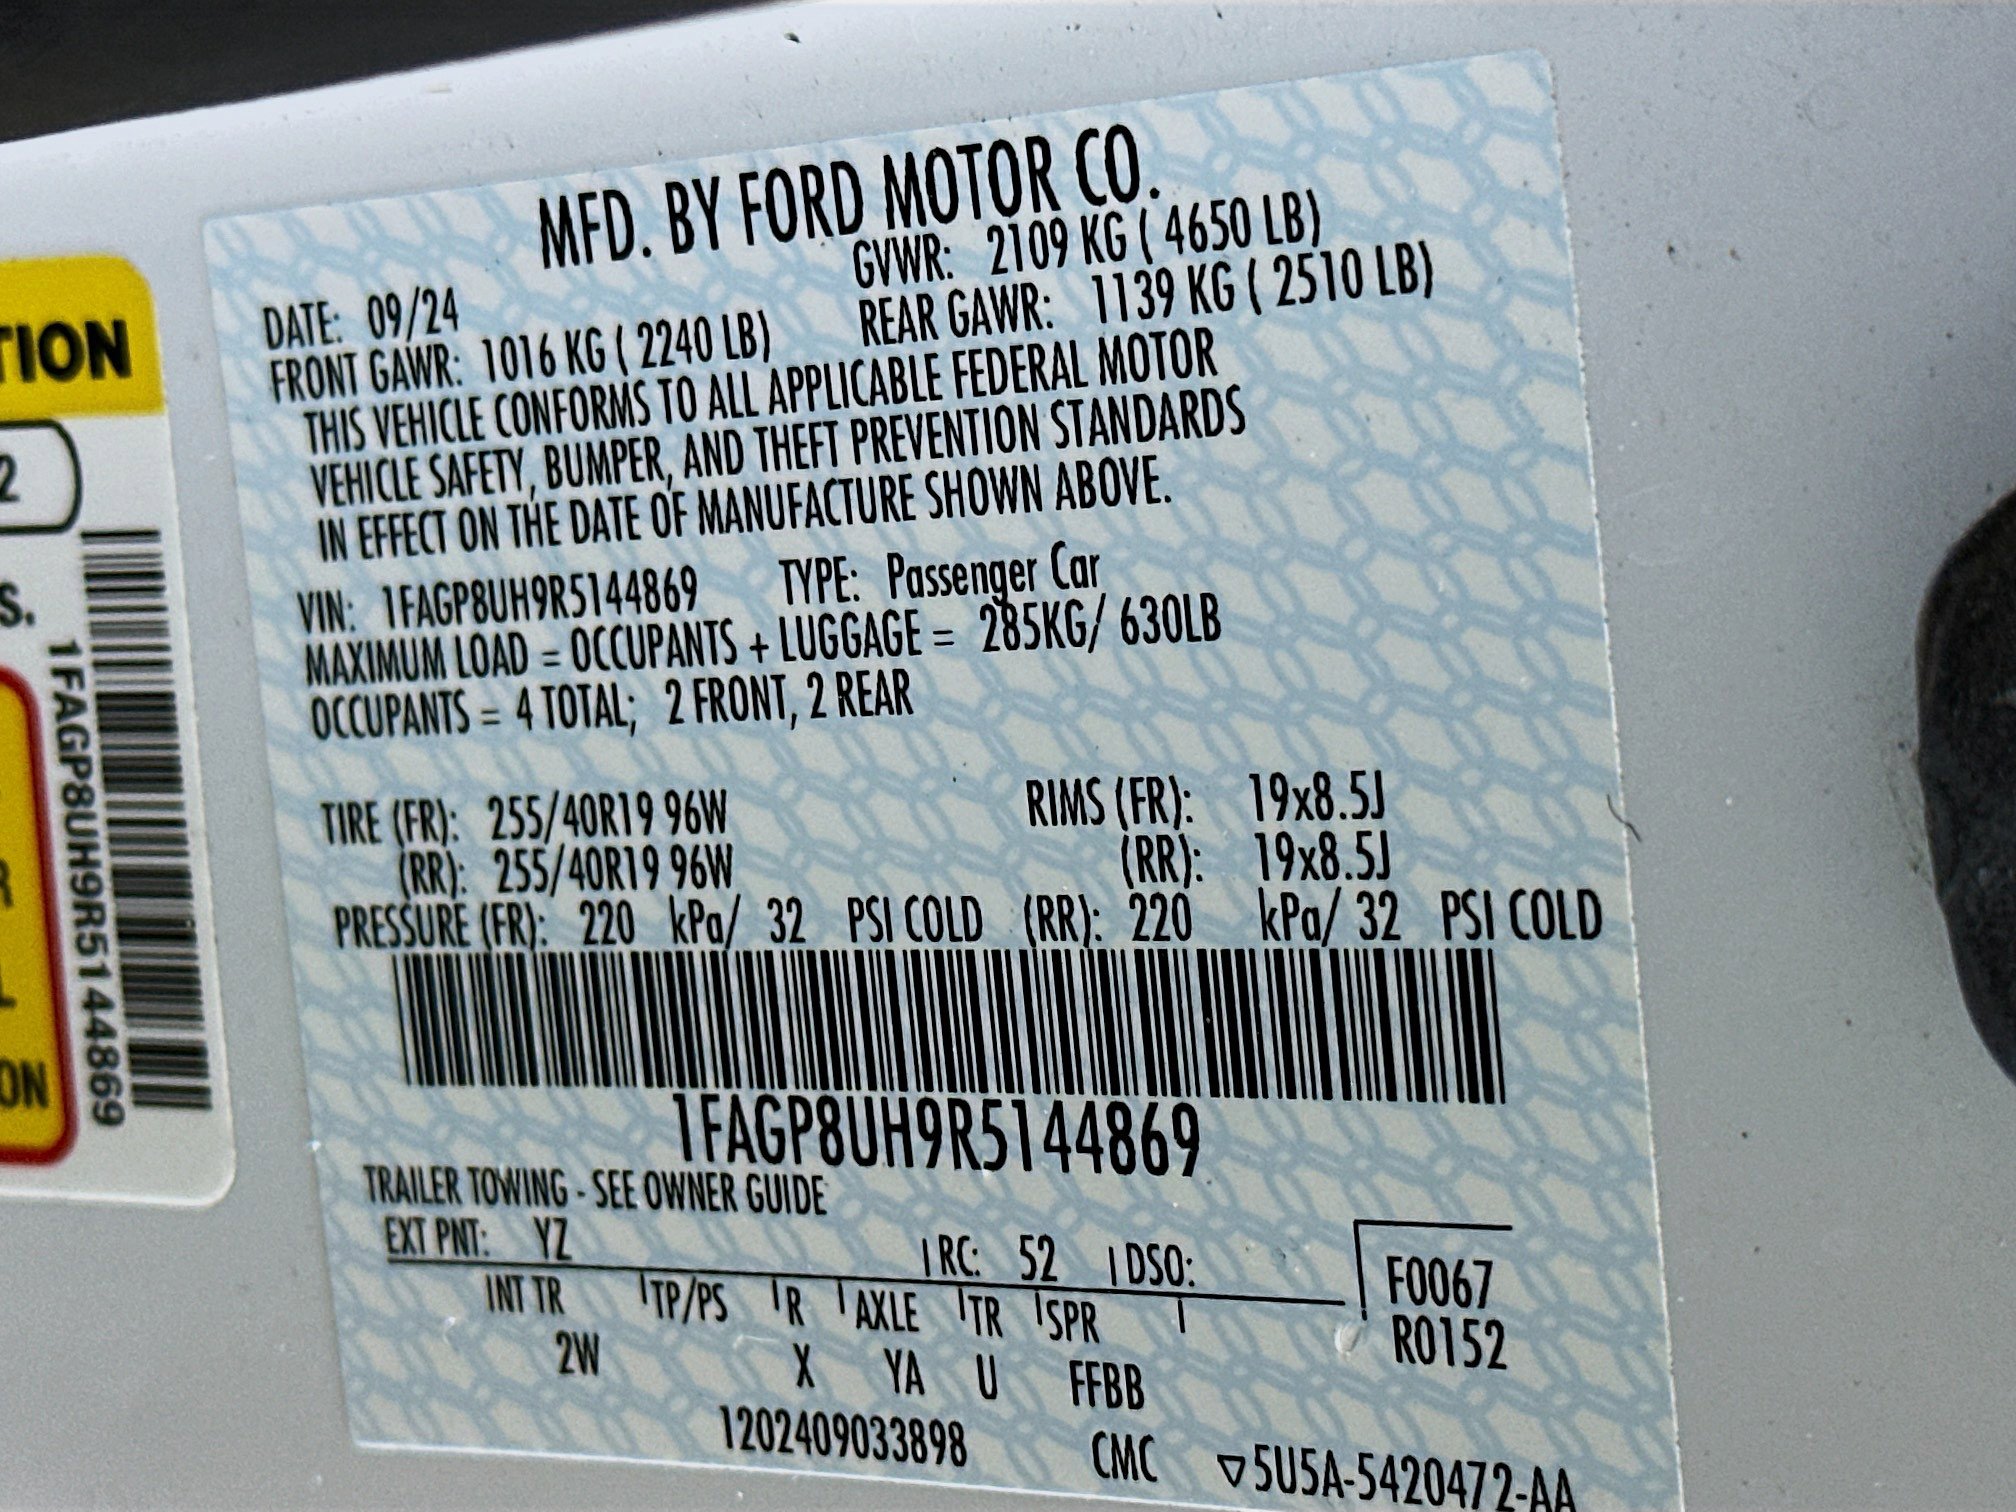 MFD. BY FORD MOTOR CO.
DATE: 09/24 GVWR: 2109 KG ( 4650 LB)
FRONT GAWR: 1016 KG ( 2240 LB) REAR GAWR: 1139 KG ( 2510 LB)
THIS VEHICLE CONFORMS TO ALL APPLICABLE FEDERAL MOTOR
VEHICLE SAFETY, BUMPER, AND THEFT PREVENTION STANDARDS
IN EFFECT ON THE DATE OF MANUFACTURE SHOWN ABOVE.
VIN: 1FAGP8UH9R5144869 TYPE: Passenger Car
MAXIMUM LOAD = OCCUPANTS + LUGGAGE = 285KG/ 630LB
OCCUPANTS = 4 TOTAL; 2 FRONT, 2 REAR
TIRE (FR): 255/40R19 96W RIMS (FR): 19x8.5J
(RR): 255/40R19 96W (RR): 19x8.5J
PRESSURE (FR): 220 kPa/ 32 PSI COLD (RR): 220 kPa/ 32 PSI COLD
1FAGP8UH9R5144869
TRAILER TOWING - SEE OWNER GUIDE
EXT PNT: YZ RC: 52 DSO:
F0067
R0152
INT TR TP/PS R AXLE TR SPR
2W X YA U FFBB
1202409033898 CMC ▽5U5A-5420472-AA
TION
2
S.
R
L
ON
1FAGP8UH9R5144869